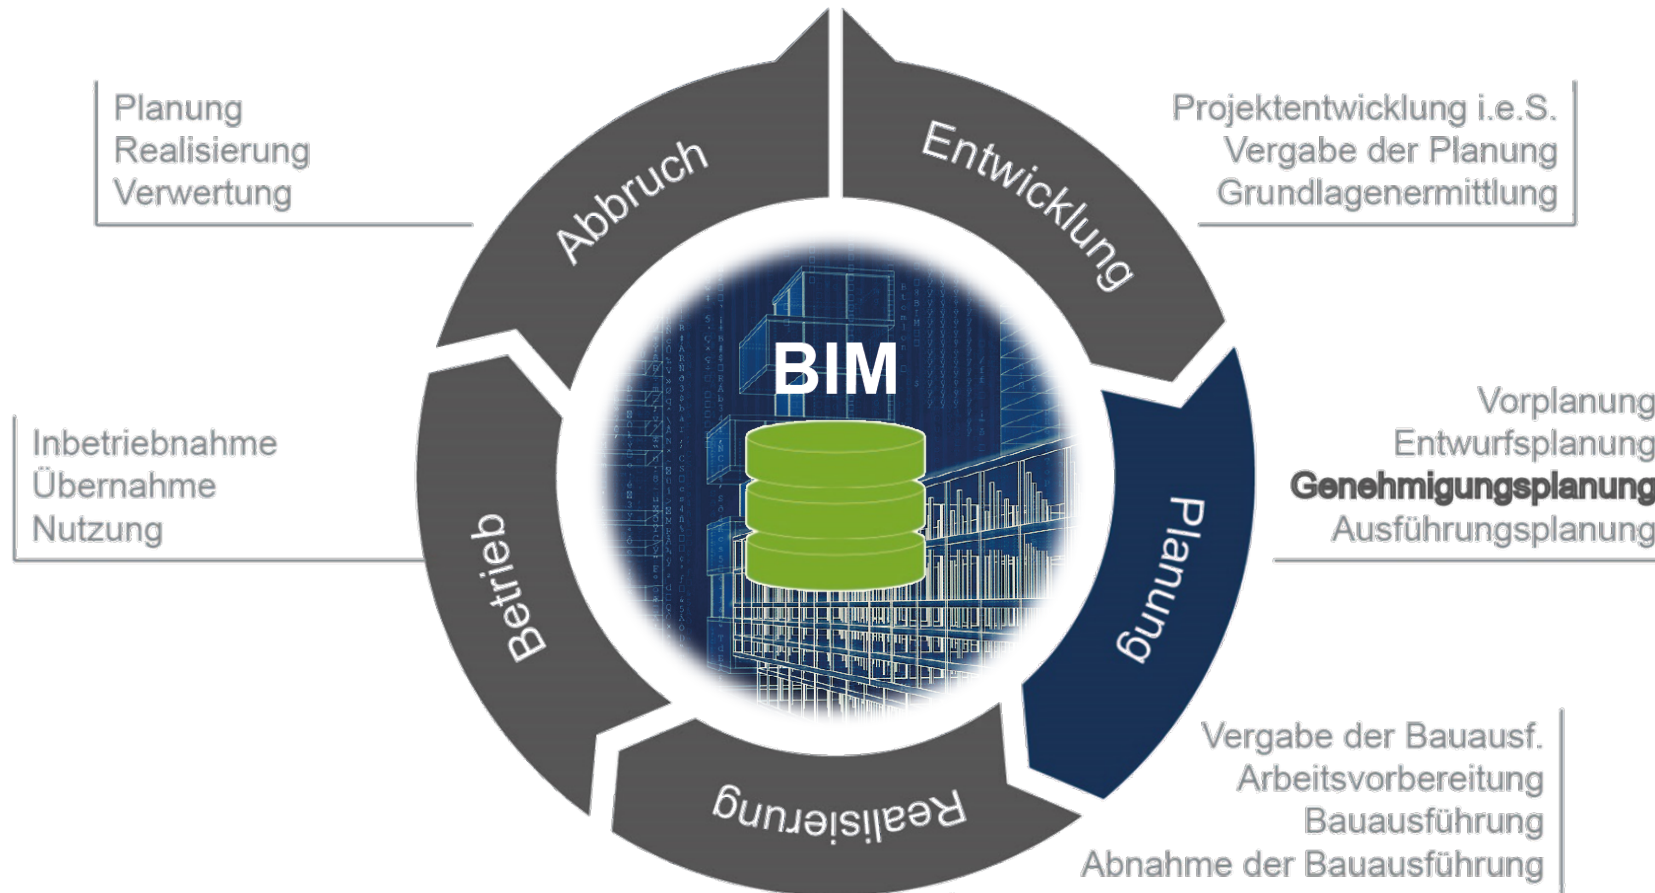 Planung
Realisierung
Verwertung
Abbruch
Entwicklung
Projektentwicklung i.e.S.
Vergabe der Planung
Grundlagenermittlung
BIM
Inbetriebnahme
Übernahme
Nutzung
Betrieb
Planung
Vorplanung
Entwurfsplanung
Genehmigungsplanung
Ausführungsplanung
Realisierung
Vergabe der Bauausf.
Arbeitsvorbereitung
Bauausführung
Abnahme der Bauausführung